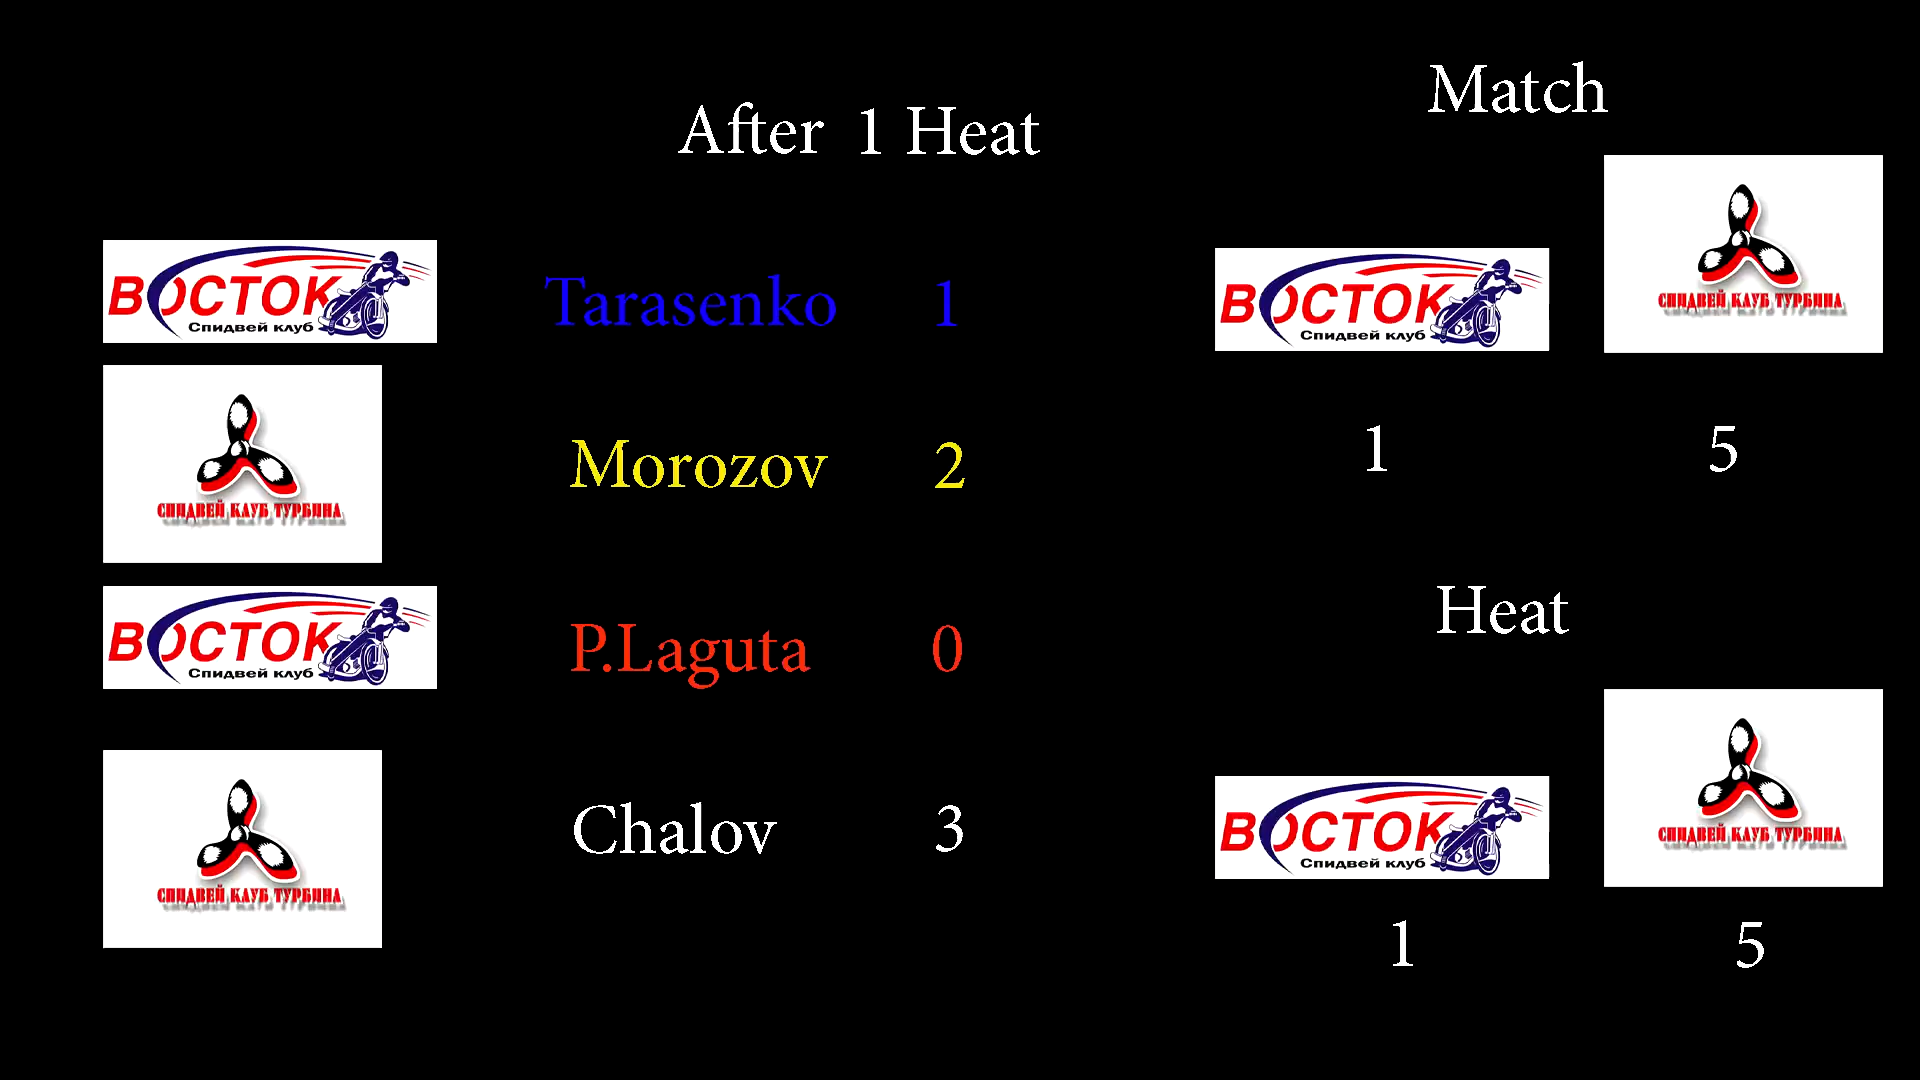 Match
After 1 Heat
ВОСТОК
Спидвей клуб
Tarasenko 1
СПИДВЕЙ КЛУБ ТУРБИНА
Morozov 2
ВОСТОК
Спидвей клуб
P.Laguta 0
СПИДВЕЙ КЛУБ ТУРБИНА
Chalov 3
ВОСТОК
Спидвей клуб
СПИДВЕЙ КЛУБ ТУРБИНА
1 5
Heat
ВОСТОК
Спидвей клуб
СПИДВЕЙ КЛУБ ТУРБИНА
1 5